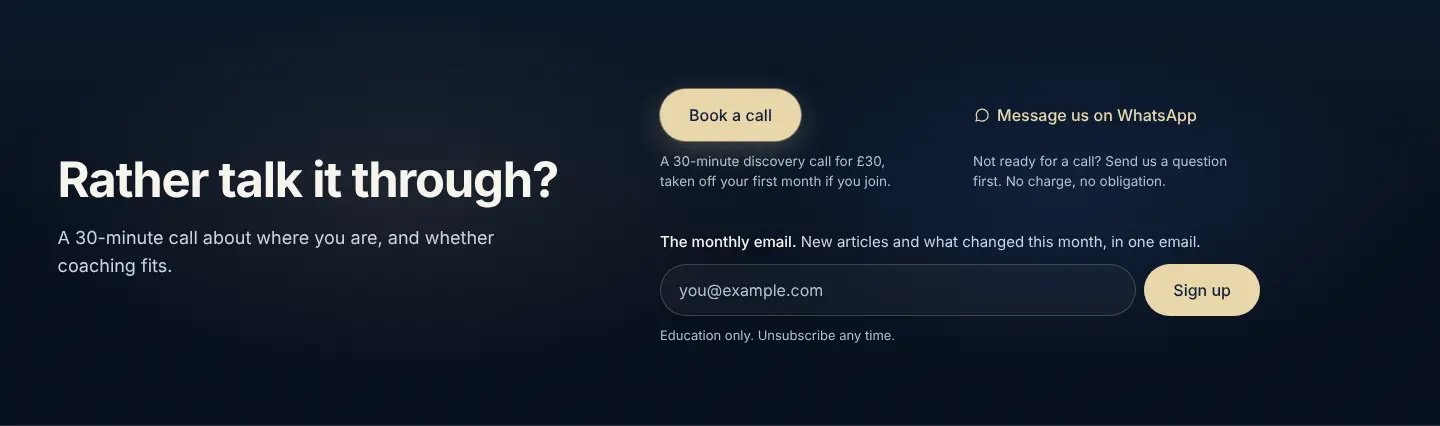 Rather talk it through?
A 30-minute call about where you are, and whether
coaching fits.
Book a call
A 30-minute discovery call for £30,
taken off your first month if you join.
Message us on WhatsApp
Not ready for a call? Send us a question
first. No charge, no obligation.
The monthly email. New articles and what changed this month, in one email.
you@example.com
Sign up
Education only. Unsubscribe any time.